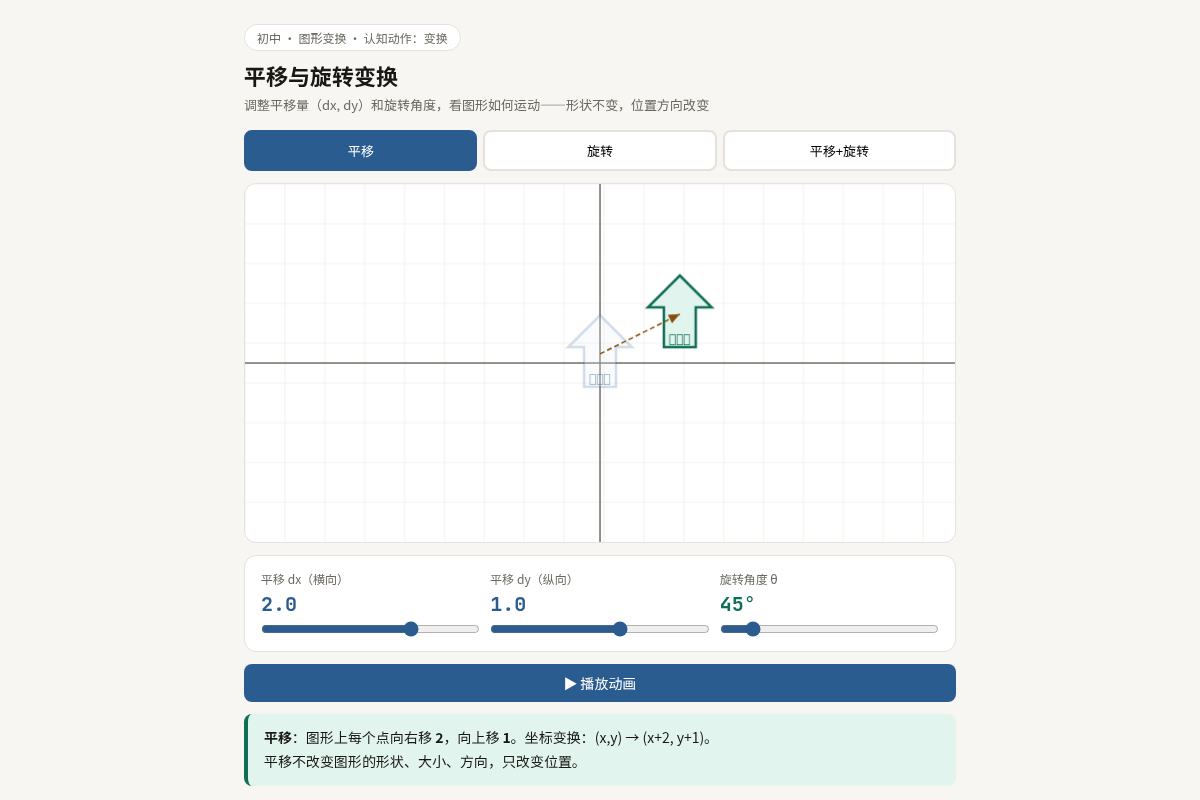 初中 · 图形变换 · 认知动作：变换
平移与旋转变换
调整平移量（dx, dy）和旋转角度，看图形如何运动——形状不变，位置方向改变
平移
旋转
平移+旋转
平移 dx（横向）
平移 dy（纵向）
旋转角度 θ
2.0
1.0
45°
▶ 播放动画
平移：图形上每个点向右移 2，向上移 1。坐标变换：(x,y) → (x+2, y+1)。
平移不改变图形的形状、大小、方向，只改变位置。